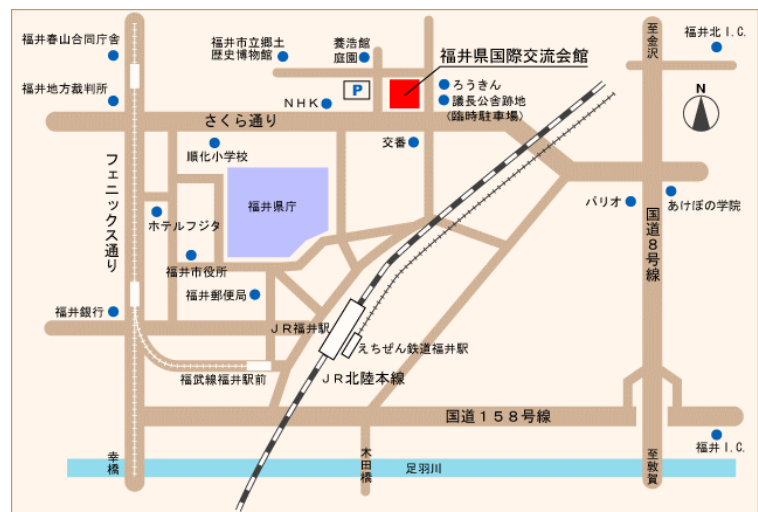 福井春山合同庁舎
福井市立郷土
歴史博物館
養浩館
庭園
福井県国際交流会館
至金沢
福井北I.C.
福井地方裁判所
P
ろうきん
議長公舎跡地
(臨時駐車場)
N
NHK
さくら通り
交番
順化小学校
フェニックス通り
福井県庁
ホテルフジタ
パリオ
あけぼの学院
国道8号線
福井市役所
福井郵便局
福井銀行
JR福井駅
えちぜん鉄道福井駅
福武線福井駅前
JR北陸本線
国道158号線
幸橋
木田橋
足羽川
至敦賀
福井I.C.